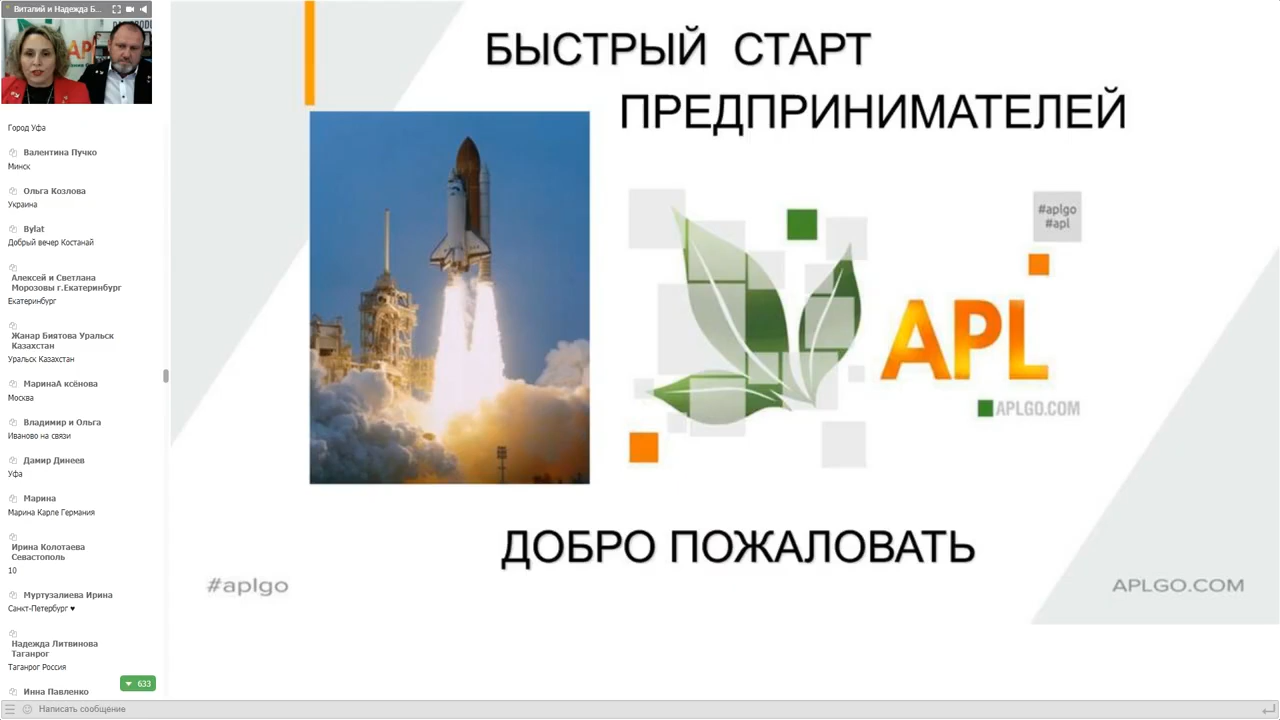 Виталий и Надежда Б...
Город Уфа
Валентина Пучко
Минск
Ольга Козлова
Украина
Bylat
Добрый вечер Костанай
Алексей и Светлана
Морозовы г.Екатеринбург
Екатеринбург
Жанар Биятова Уральск
Казахстан
Уральск Казахстан
МаринаА ксёнова
Москва
Владимир и Ольга
Иваново на связи
Дамир Динеев
Уфа
Марина
Марина Карле Германия
Ирина Колотаева
Севастополь
10
Муртузалиева Ирина
Санкт-Петербург ♥
Надежда Литвинова
Таганрог
Таганрог Россия
633
Инна Павленко
Написать сообщение
БЫСТРЫЙ СТАРТ
ПРЕДПРИНИМАТЕЛЕЙ
#aplgo
#apl
APL
APLGO.COM
ДОБРО ПОЖАЛОВАТЬ
#aplgo
APLGO.COM